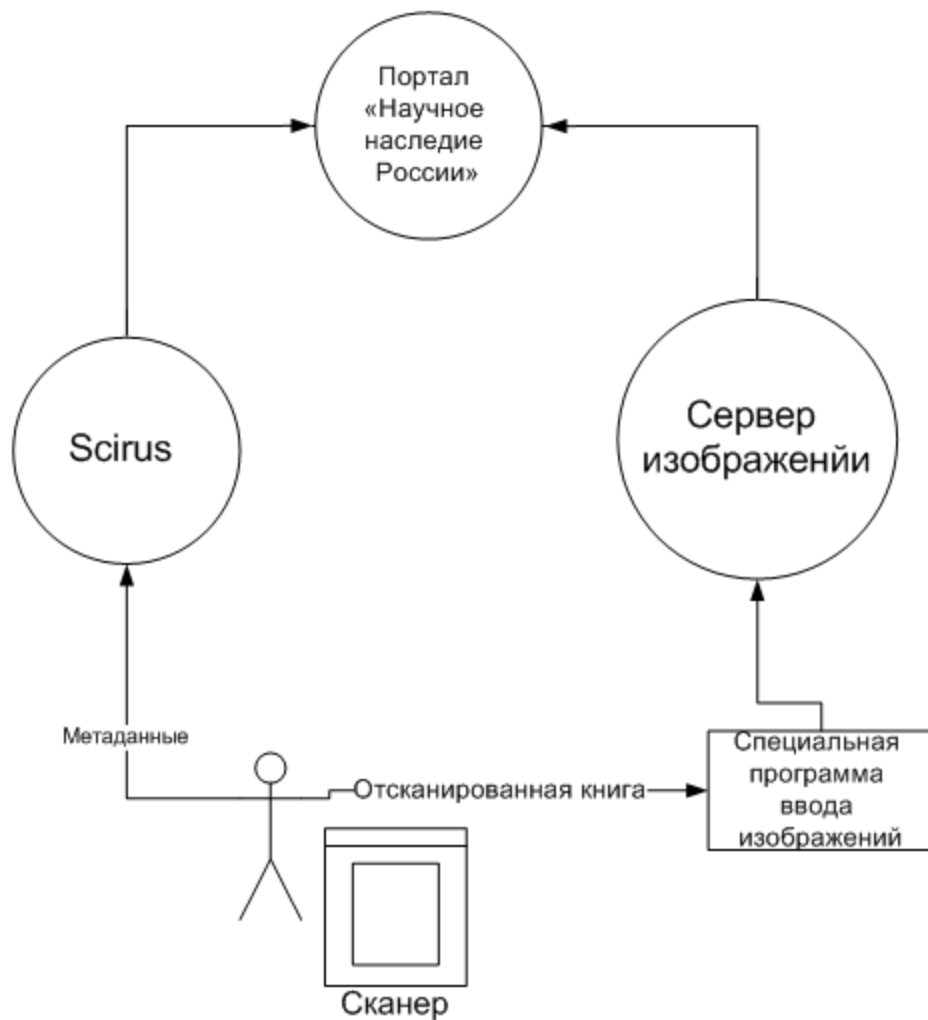 Портал
«Научное
наследие
России»
Scirus
Сервер
изображенйи
Метаданные
Отсканированная книга
Специальная
программа
ввода
изображений
Сканер